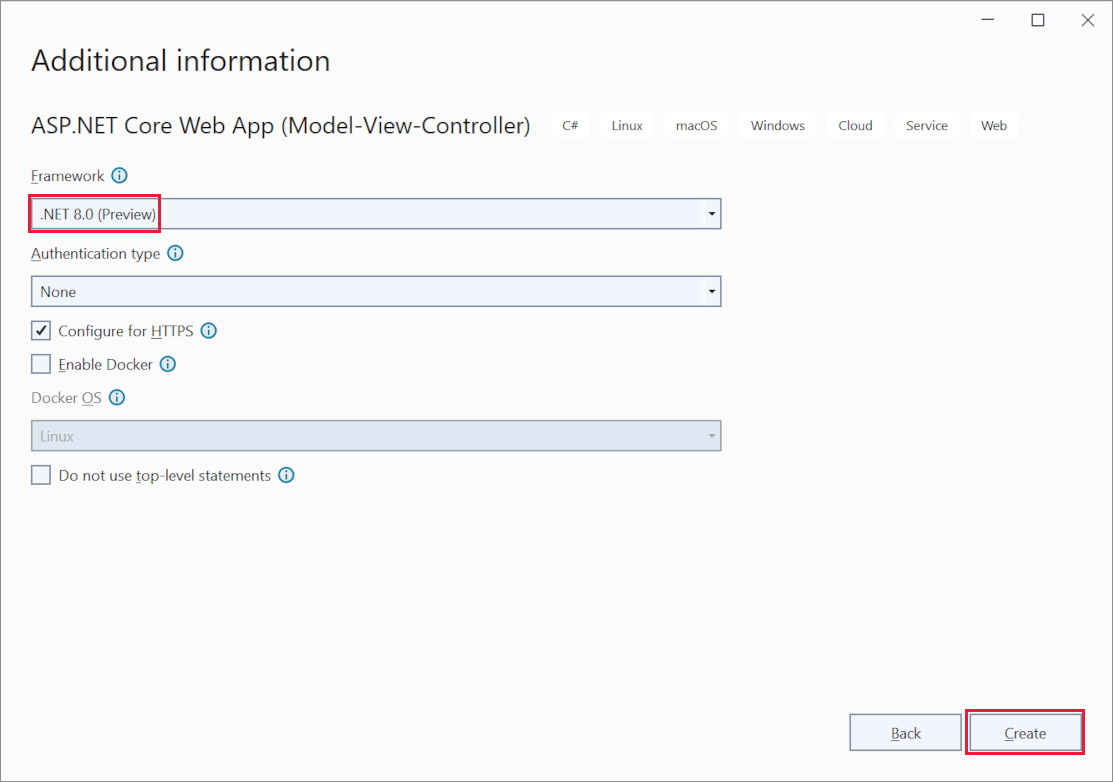 Additional information
ASP.NET Core Web App (Model-View-Controller) C# Linux macOS Windows Cloud Service Web
Framework
.NET 8.0 (Preview)
Authentication type
None
Configure for HTTPS
Enable Docker
Docker OS
Linux
Do not use top-level statements
Back Create